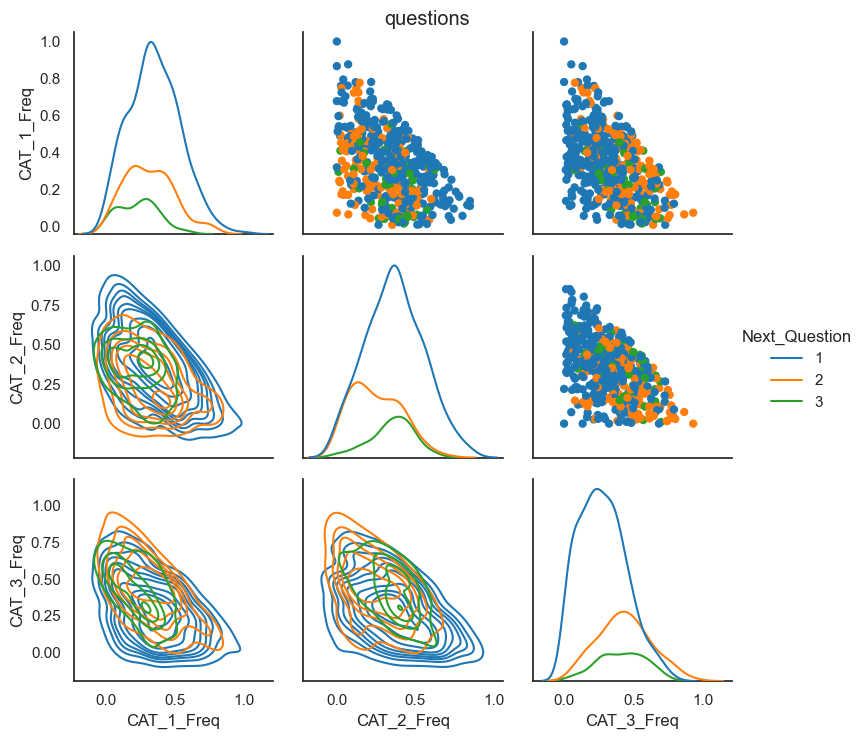 questions
CAT_1_Freq
1.0
0.8
0.6
0.4
0.2
0.0
CAT_2_Freq
1.00
0.75
0.50
0.25
0.00
Next_Question
1
2
3
CAT_3_Freq
1.00
0.75
0.50
0.25
0.00
0.0 0.5 1.0
0.0 0.5 1.0
0.0 0.5 1.0
CAT_1_Freq
CAT_2_Freq
CAT_3_Freq